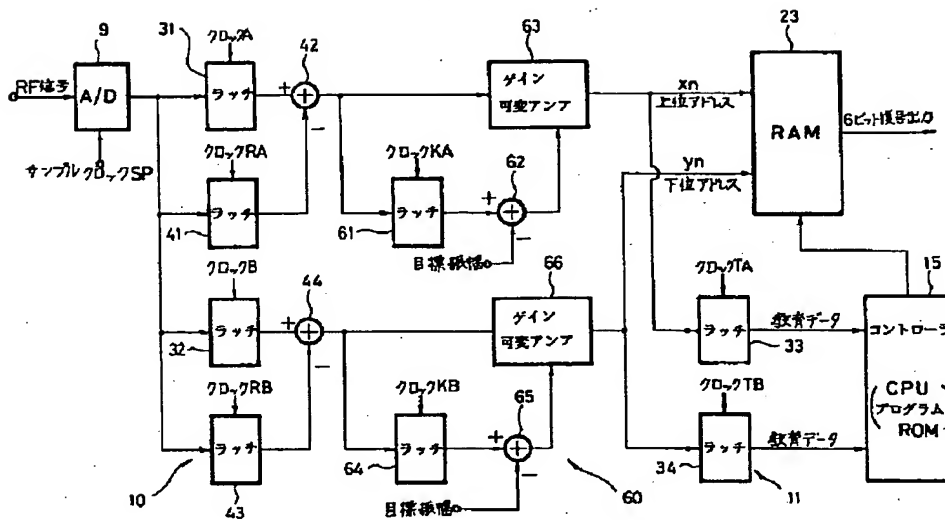 9
RF信号
A/D
サンプルクロックSP
31
クロックA
ラッチ
+
42
−
クロックRA
ラッチ
41
クロックB
ラッチ
32
+
44
−
クロックRB
ラッチ
43
10
クロックKA
ラッチ
61
+
62
−
目標振幅
63
ゲイン
可変アンプ
クロックKB
ラッチ
64
+
65
−
目標振幅
66
ゲイン
可変アンプ
60
xn
上位アドレス
yn
下位アドレス
23
RAM
6ビット復号出力
クロックTA
ラッチ
33
教育データ
クロックTB
ラッチ
34
教育データ
11
15
コントローラ
CPU
プログラム
ROM